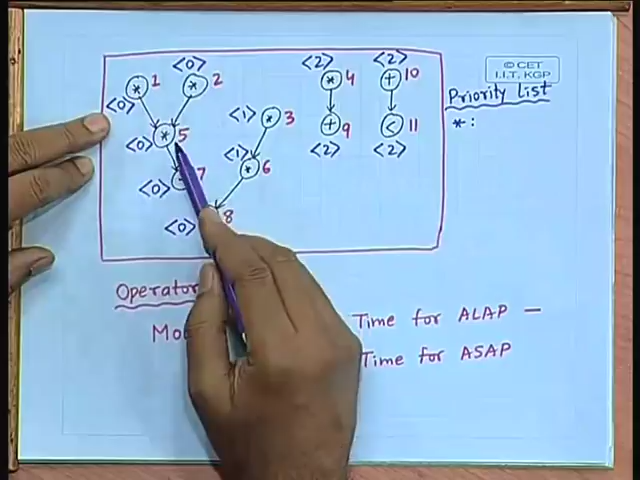 <0> <2> <2>
* 1 * 2 * 4 + 10 © CET
I.I.T, KGP
<0> <1> * 3 Priority List
<0> * 5 + 9 < 11 * :
<1> <2> <2>
<0> 7 * 6
<0> 8
Operator
Mo
Time for ALAP —
Time for ASAP